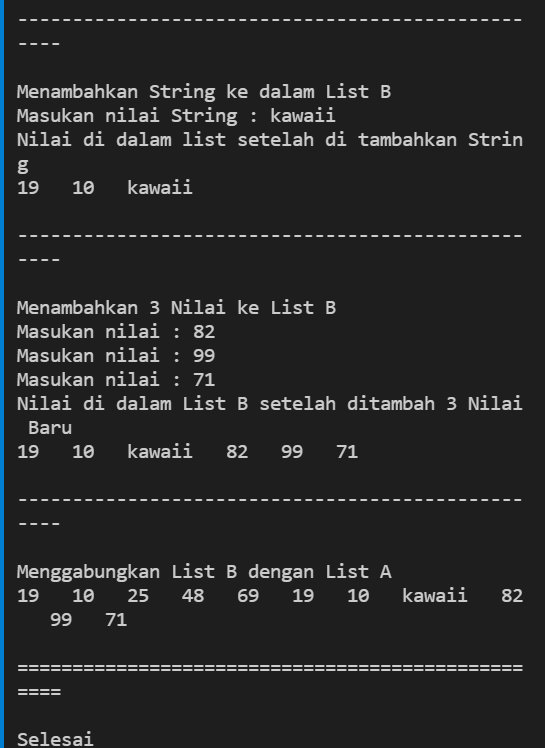 ----------------------------------------------
----
Menambahkan String ke dalam List B
Masukan nilai String : kawaii
Nilai di dalam list setelah di tambahkan Strin
g
19   10   kawaii
----------------------------------------------
----
Menambahkan 3 Nilai ke List B
Masukan nilai : 82
Masukan nilai : 99
Masukan nilai : 71
Nilai di dalam List B setelah ditambah 3 Nilai
 Baru
19   10   kawaii   82   99   71
----------------------------------------------
----
Menggabungkan List B dengan List A
19   10   25   48   69   19   10   kawaii   82
   99   71
==============================================
====
Selesai